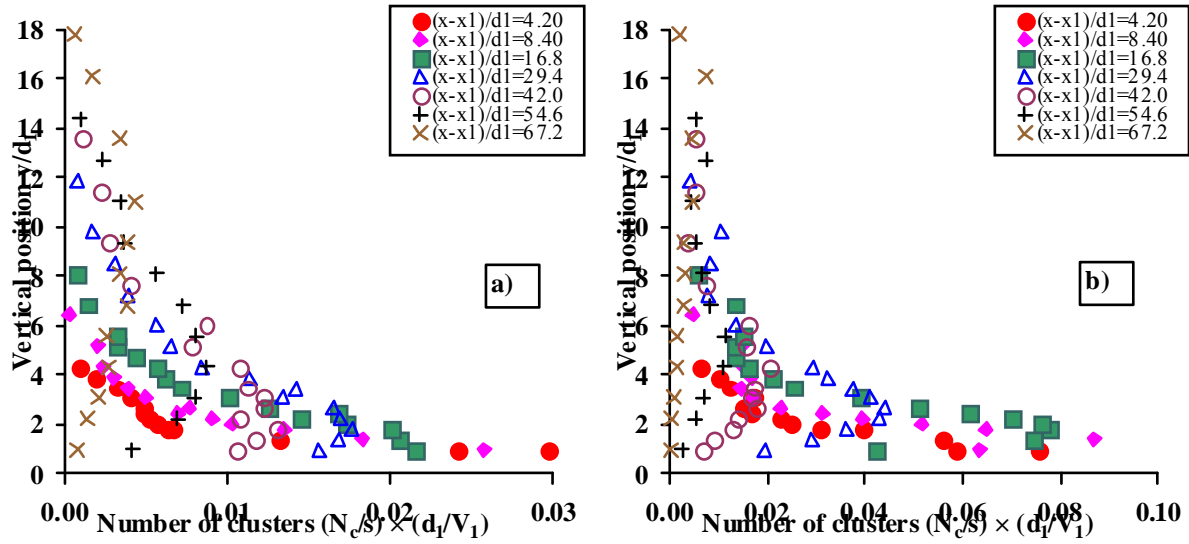 18
16
14
12
10
8
6
4
2
0
Vertical position y/d1
(x-x1)/d1=4.20
(x-x1)/d1=8.40
(x-x1)/d1=16.8
(x-x1)/d1=29.4
(x-x1)/d1=42.0
(x-x1)/d1=54.6
(x-x1)/d1=67.2
a)
0.00 0.01 0.02 0.03
Number of clusters (Nc/s) × (d1/V1)
18
16
14
12
10
8
6
4
2
0
Vertical position y/d1
(x-x1)/d1=4.20
(x-x1)/d1=8.40
(x-x1)/d1=16.8
(x-x1)/d1=29.4
(x-x1)/d1=42.0
(x-x1)/d1=54.6
(x-x1)/d1=67.2
b)
0.00 0.02 0.04 0.06 0.08 0.10
Number of clusters (Nc/s) × (d1/V1)